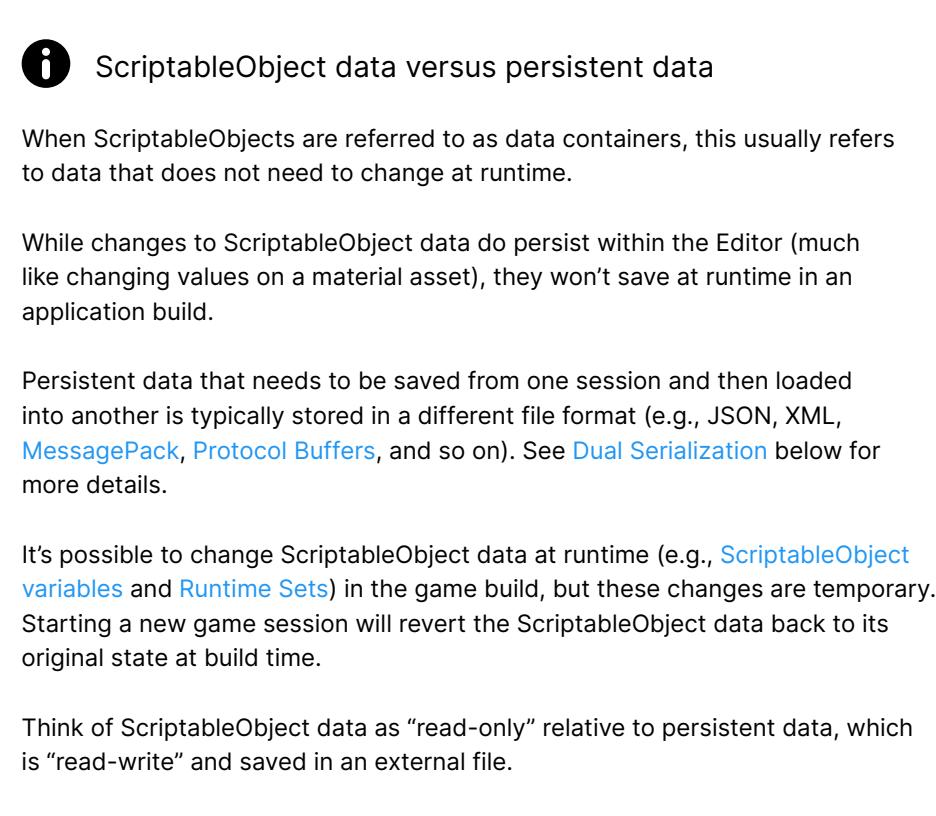 ScriptableObject data versus persistent data
When ScriptableObjects are referred to as data containers, this usually refers
to data that does not need to change at runtime.
While changes to ScriptableObject data do persist within the Editor (much
like changing values on a material asset), they won’t save at runtime in an
application build.
Persistent data that needs to be saved from one session and then loaded
into another is typically stored in a different file format (e.g., JSON, XML,
MessagePack, Protocol Buffers, and so on). See Dual Serialization below for
more details.
It’s possible to change ScriptableObject data at runtime (e.g., ScriptableObject
variables and Runtime Sets) in the game build, but these changes are temporary.
Starting a new game session will revert the ScriptableObject data back to its
original state at build time.
Think of ScriptableObject data as “read-only” relative to persistent data, which
is “read-write” and saved in an external file.